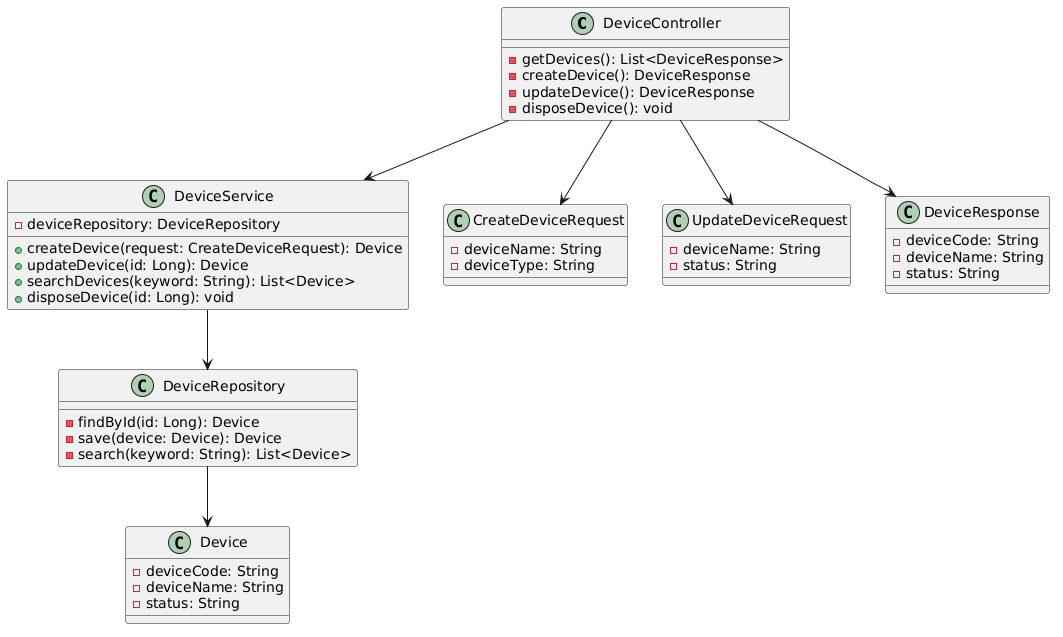 C DeviceController
getDevices(): List<DeviceResponse>
createDevice(): DeviceResponse
updateDevice(): DeviceResponse
disposeDevice(): void
C DeviceService
deviceRepository: DeviceRepository
createDevice(request: CreateDeviceRequest): Device
updateDevice(id: Long): Device
searchDevices(keyword: String): List<Device>
disposeDevice(id: Long): void
C CreateDeviceRequest
deviceName: String
deviceType: String
C UpdateDeviceRequest
deviceName: String
status: String
C DeviceResponse
deviceCode: String
deviceName: String
status: String
C DeviceRepository
findById(id: Long): Device
save(device: Device): Device
search(keyword: String): List<Device>
C Device
deviceCode: String
deviceName: String
status: String